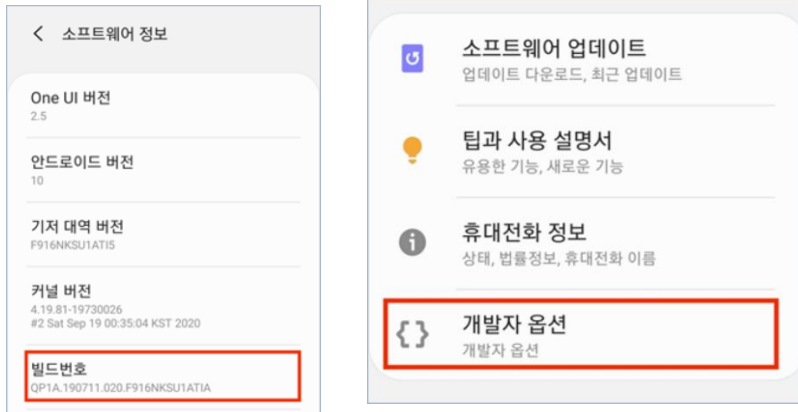 소프트웨어 정보
One UI 버전
2.5
안드로이드 버전
10
기저 대역 버전
F916NKSU1ATI5
커널 버전
4.19.81-19730026
#2 Sat Sep 19 00:35:04 KST 2020
빌드번호
QP1A.190711.020.F916NKSU1ATIA
소프트웨어 업데이트
업데이트 다운로드, 최근 업데이트
팁과 사용 설명서
유용한 기능, 새로운 기능
휴대전화 정보
상태, 법률정보, 휴대전화 이름
개발자 옵션
개발자 옵션